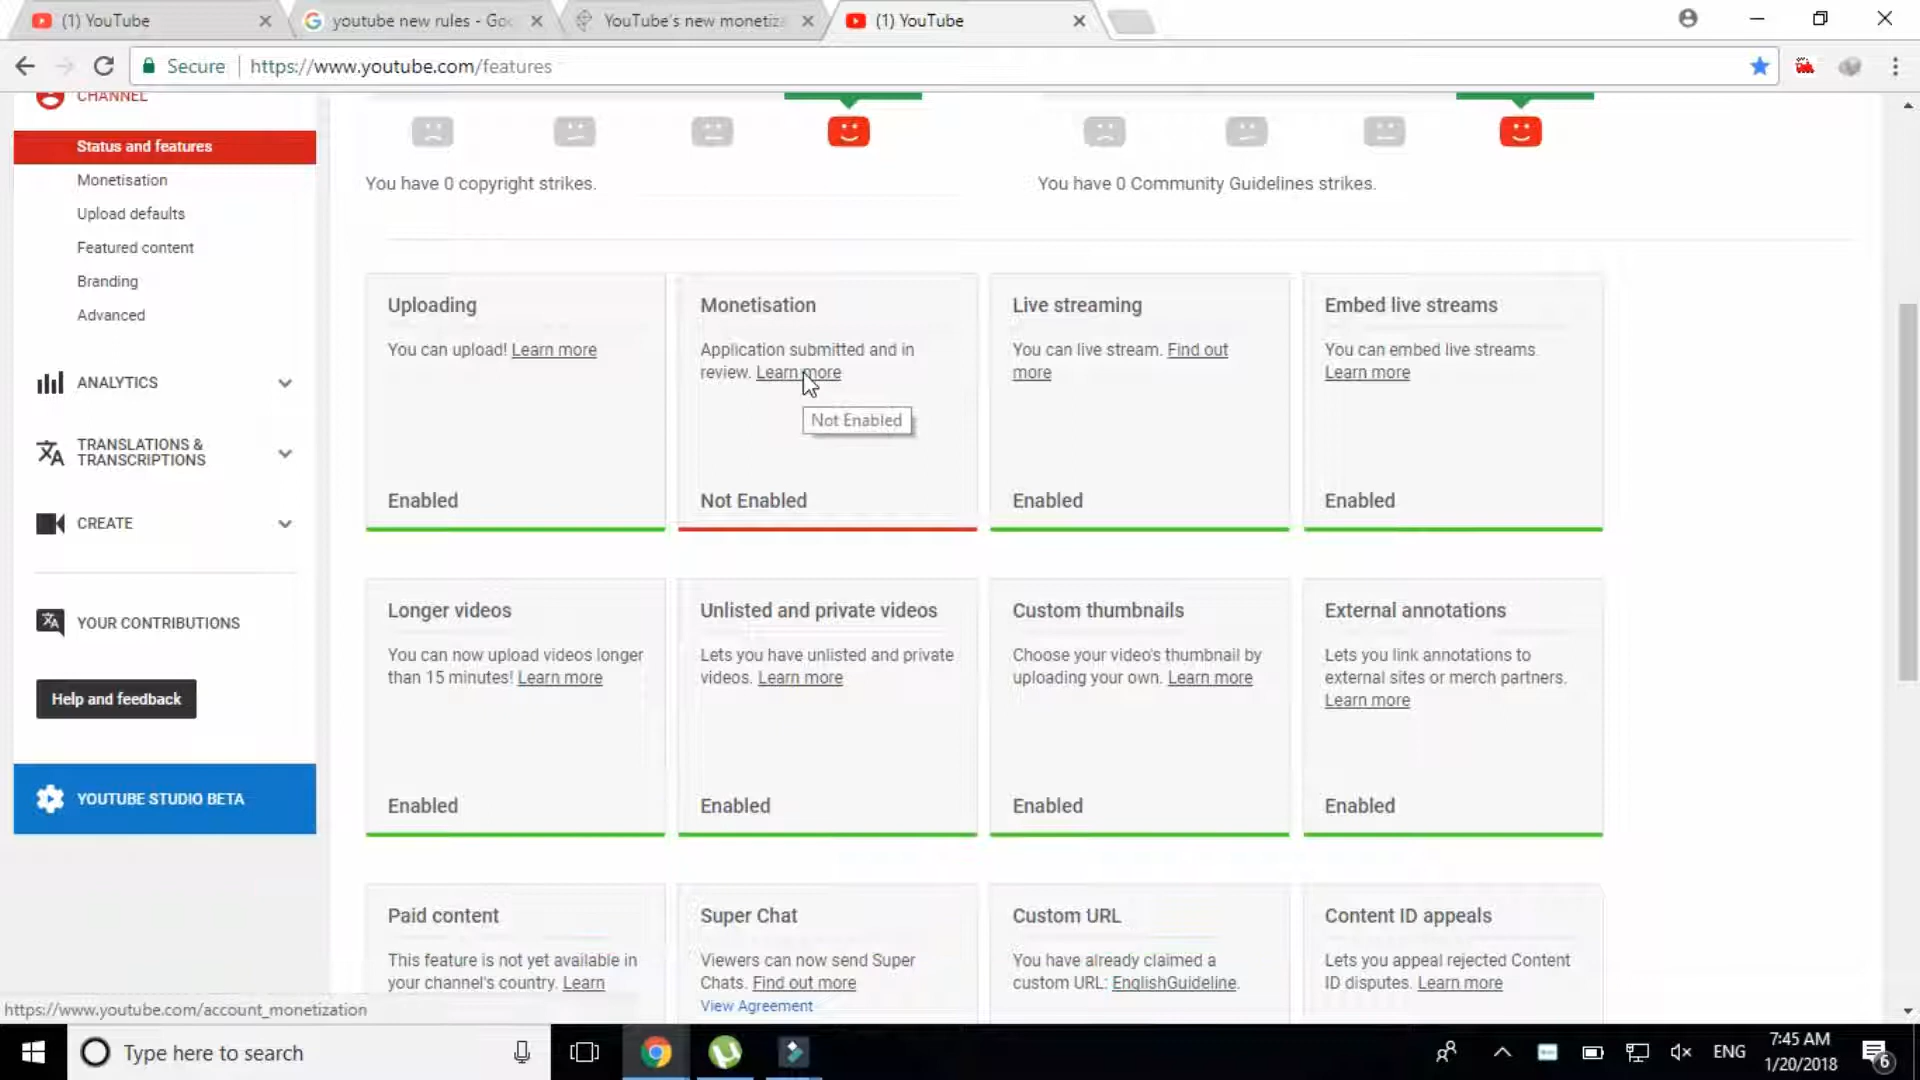 (1) YouTube
youtube new rules - Goo
YouTube's new monetiza
(1) YouTube
Secure
https://www.youtube.com/features
CHANNEL
Status and features
Monetisation
Upload defaults
Featured content
Branding
Advanced
ANALYTICS
TRANSLATIONS &
TRANSCRIPTIONS
CREATE
YOUR CONTRIBUTIONS
Help and feedback
YOUTUBE STUDIO BETA
You have 0 copyright strikes.
You have 0 Community Guidelines strikes.
Uploading
You can upload! Learn more
Enabled
Monetisation
Application submitted and in
review. Learn more
Not Enabled
Not Enabled
Live streaming
You can live stream. Find out
more
Enabled
Embed live streams
You can embed live streams.
Learn more
Enabled
Longer videos
You can now upload videos longer
than 15 minutes! Learn more
Enabled
Unlisted and private videos
Lets you have unlisted and private
videos. Learn more
Enabled
Custom thumbnails
Choose your video's thumbnail by
uploading your own. Learn more
Enabled
External annotations
Lets you link annotations to
external sites or merch partners.
Learn more
Enabled
Paid content
This feature is not yet available in
your channel's country. Learn
Super Chat
Viewers can now send Super
Chats. Find out more
View Agreement
Custom URL
You have already claimed a
custom URL: EnglishGuideline.
Content ID appeals
Lets you appeal rejected Content
ID disputes. Learn more
https://www.youtube.com/account_monetization
Type here to search
ENG
7:45 AM
1/20/2018
6